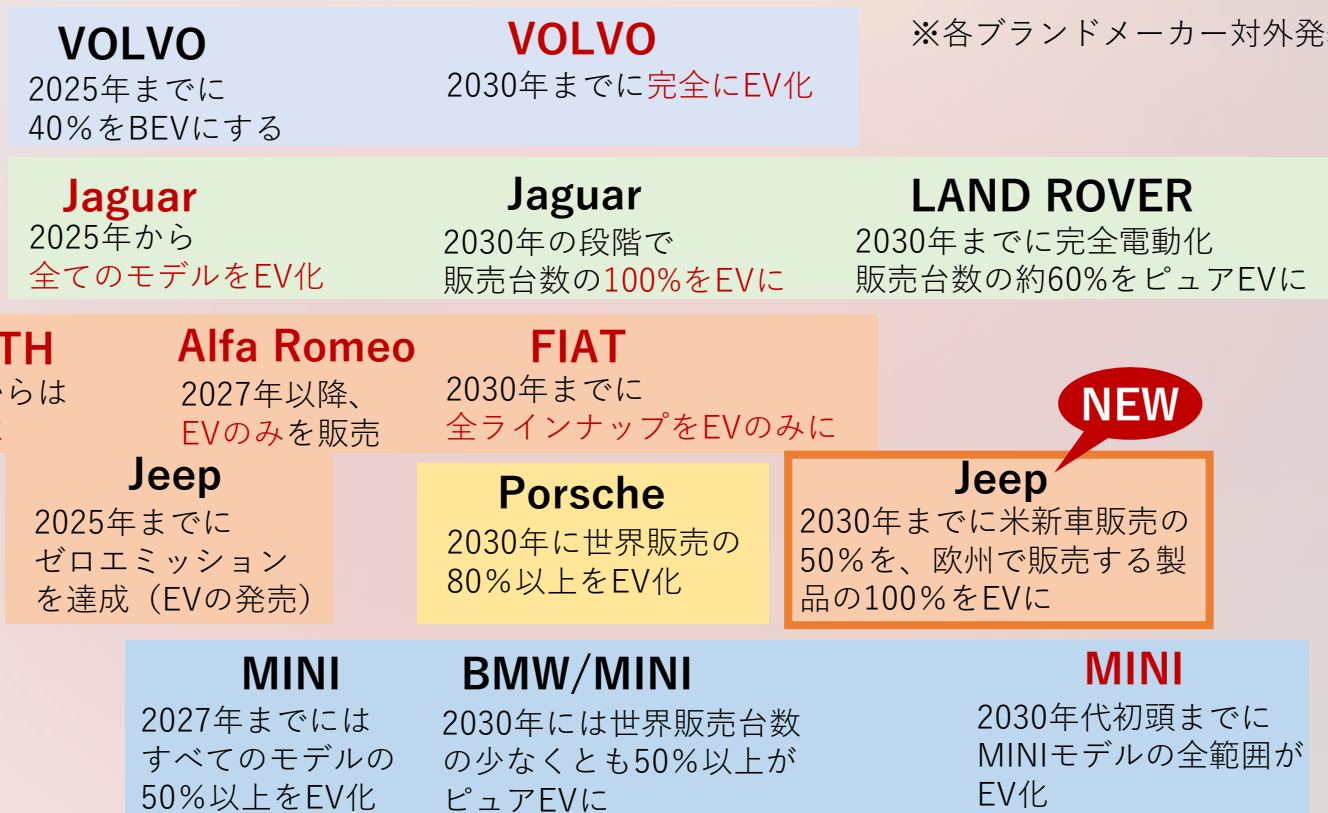 VOLVO
2025年までに
40%をBEVにする
VOLVO
2030年までに完全にEV化
※各ブランドメーカー対外発
Jaguar
2025年から
全てのモデルをEV化
Jaguar
2030年の段階で
販売台数の100%をEVに
LAND ROVER
2030年までに完全電動化
販売台数の約60%をピュアEVに
TH
らは
Alfa Romeo
2027年以降、
EVのみを販売
FIAT
2030年までに
全ラインナップをEVのみに
NEW
Jeep
2025年までに
ゼロエミッション
を達成（EVの発売）
Porsche
2030年に世界販売の
80%以上をEV化
Jeep
2030年までに米新車販売の
50%を、欧州で販売する製
品の100%をEVに
MINI
2027年までには
すべてのモデルの
50%以上をEV化
BMW/MINI
2030年には世界販売台数
の少なくとも50%以上が
ピュアEVに
MINI
2030年代初頭までに
MINIモデルの全範囲が
EV化